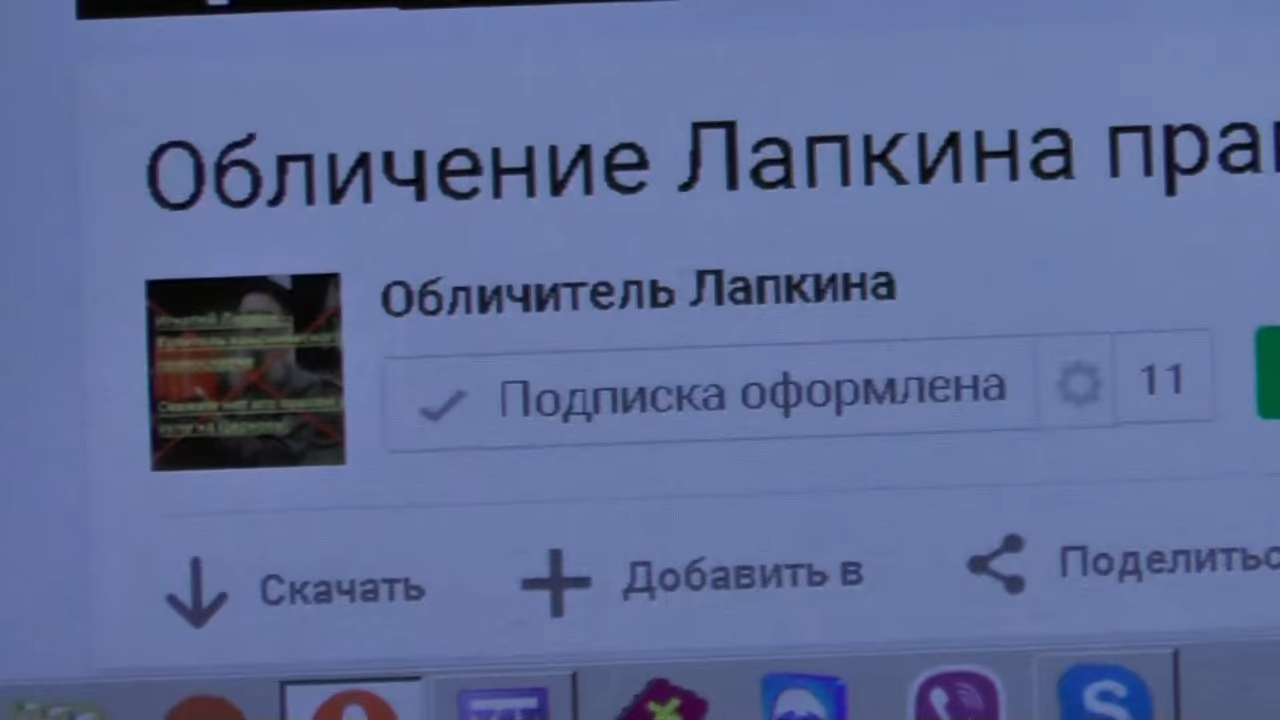 Обличение Лапкина пра
Обличитель Лапкина
Подписка оформлена 11
Скачать Добавить в Поделитьс